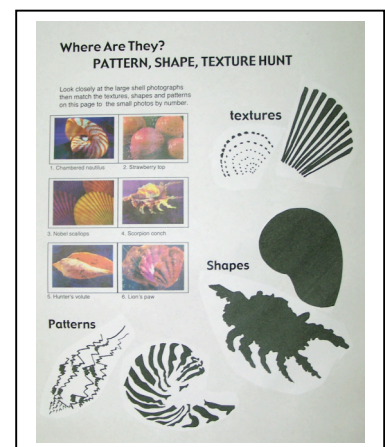 Where Are They?
PATTERN, SHAPE, TEXTURE HUNT
Look closely at the large shell photographs
then match the textures, shapes and patterns
on this page to the small photos by number.
textures
1. Chambered nautilus
2. Strawberry top
3. Nobel scallops
4. Scorpion conch
Shapes
5. Hunter's volute
6. Lion's paw
Patterns